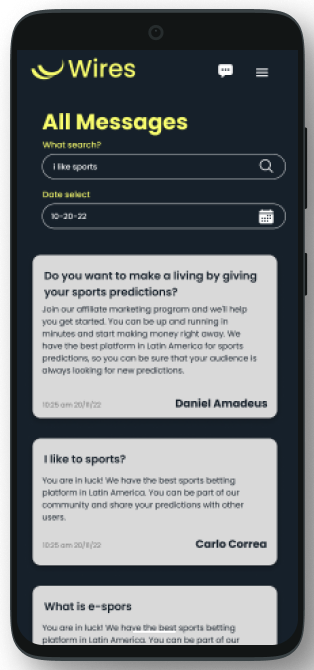 Wires
All Messages
What search?
i like sports
Date select
10-20-22
Do you want to make a living by giving
your sports predictions?
Join our affiliate marketing program and we'll help
you get started. You can be up and running in
minutes and start making money right away. We
have the best platform in Latin America for sports
predictions, so you can be sure that your audience is
always looking for new predictions.
10:25 am 20/11/22
Daniel Amadeus
I like to sports?
You are in luck! We have the best sports betting
platform in Latin America. You can be part of our
community and share your predictions with other
users.
10:25 am 20/11/22
Carlo Correa
What is e-spors
You are in luck! We have the best sports betting
platform in Latin America. You can be part of our